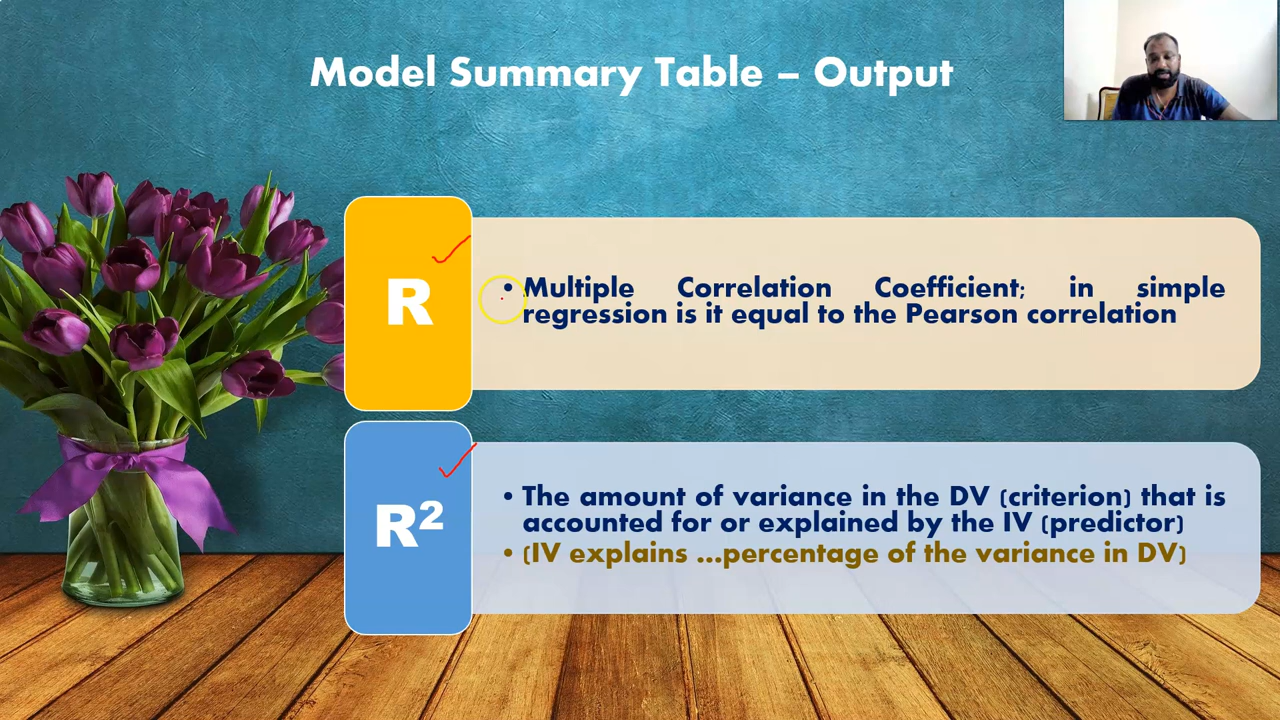 Model Summary Table – Output
R
• Multiple Correlation Coefficient; in simple
regression is it equal to the Pearson correlation
R²
• The amount of variance in the DV (criterion) that is
accounted for or explained by the IV (predictor)
• (IV explains ...percentage of the variance in DV)